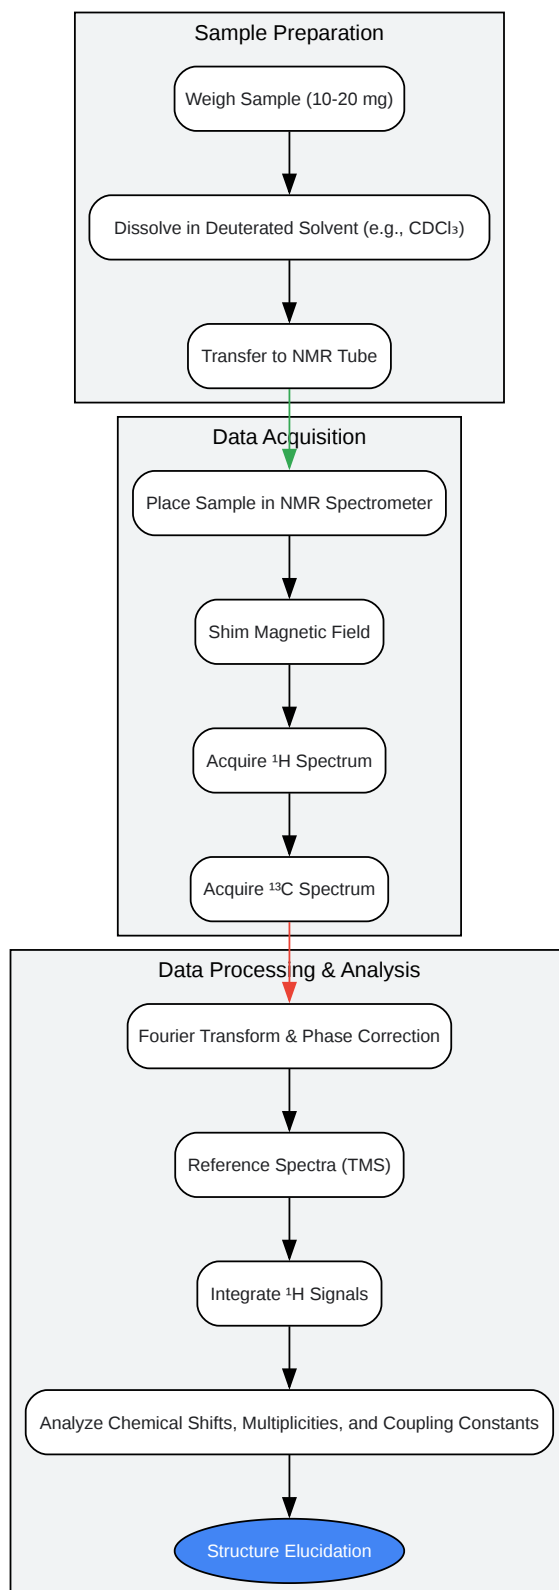 Sample Preparation
Weigh Sample (10-20 mg)
Dissolve in Deuterated Solvent (e.g., CDCl₃)
Transfer to NMR Tube
Data Acquisition
Place Sample in NMR Spectrometer
Shim Magnetic Field
Acquire ¹H Spectrum
Acquire ¹³C Spectrum
Data Processing & Analysis
Fourier Transform & Phase Correction
Reference Spectra (TMS)
Integrate ¹H Signals
Analyze Chemical Shifts, Multiplicities, and Coupling Constants
Structure Elucidation